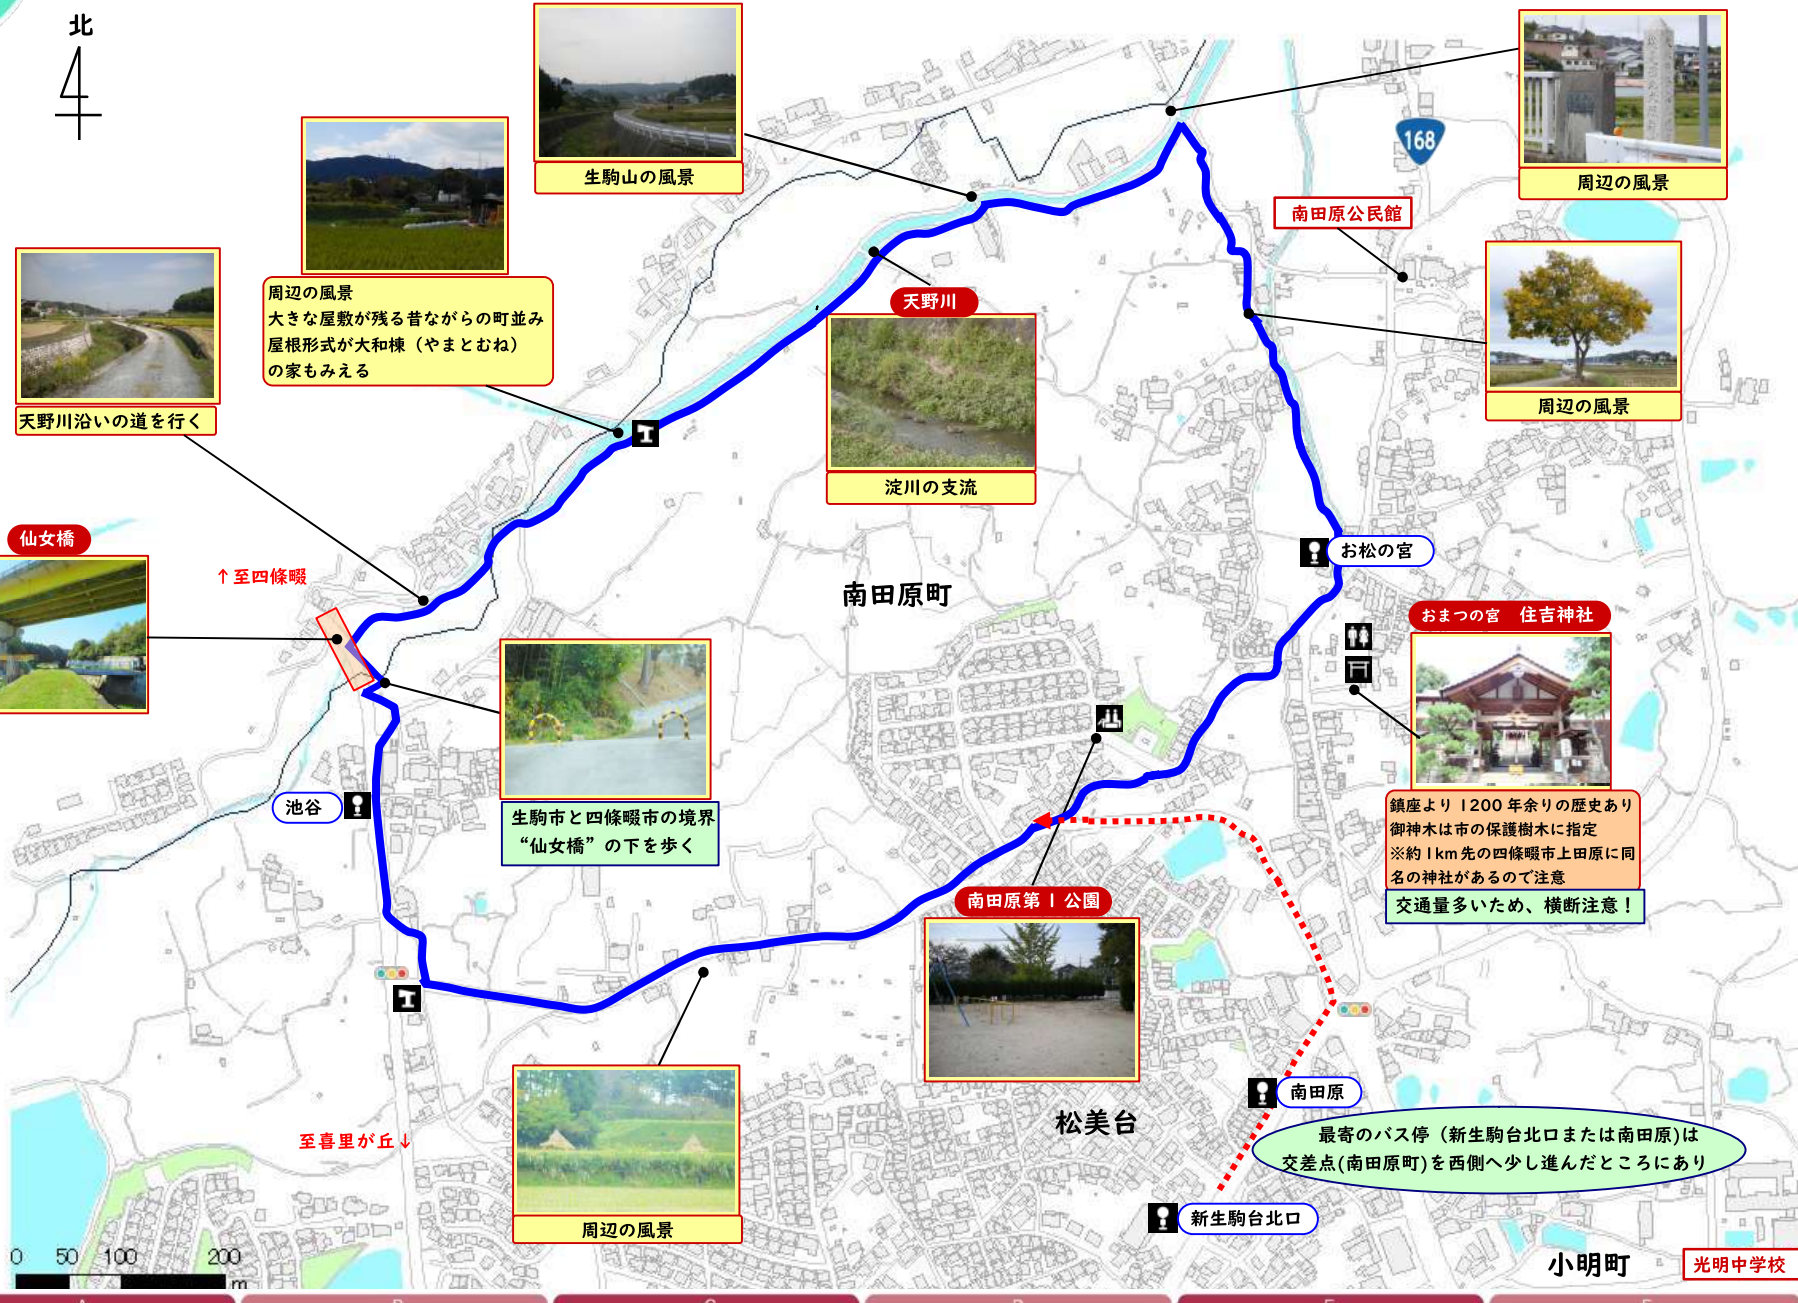 北
生駒山の風景
周辺の風景
168
南田原公民館
周辺の風景
大きな屋敷が残る昔ながらの町並み
屋根形式が大和棟（やまとむね）
の家もみえる
天野川
淀川の支流
周辺の風景
天野川沿いの道を行く
仙女橋
↑至四條畷
南田原町
お松の宮
おまつの宮　住吉神社
鎮座より1200年余りの歴史あり
御神木は市の保護樹木に指定
※約1km先の四條畷市上田原に同
名の神社があるので注意
交通量多いため、横断注意！
池谷
生駒市と四條畷市の境界
“仙女橋”の下を歩く
南田原第1公園
南田原
松美台
最寄のバス停（新生駒台北口または南田原)は
交差点(南田原町)を西側へ少し進んだところにあり
至喜里が丘↓
周辺の風景
新生駒台北口
小明町
光明中学校
0 50 100 200
m